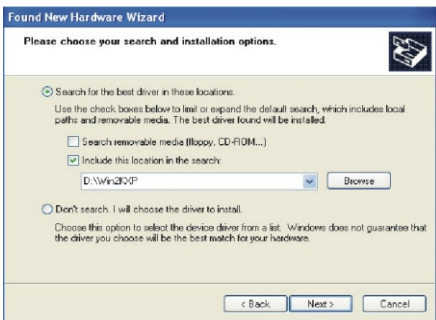 Found New Hardware Wizard
Please choose your search and installation options.
Search for the best driver in these locations.
Use the check boxes below to limit or expand the default search, which includes local
paths and removable media. The best driver found will be installed.
Search removable media (floppy, CD-ROM...)
Include this location in the search:
D:\Win2KXP
Browse
Don't search. I will choose the driver to install.
Choose this option to select the device driver from a list. Windows does not guarantee that
the driver you choose will be the best match for your hardware.
< Back
Next >
Cancel